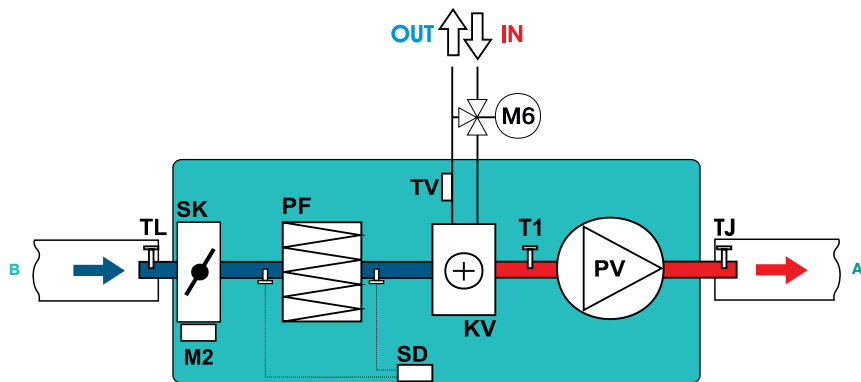 OUT IN
M6
TV
TL SK PF T1 TJ
B PV A
KV
M2 SD